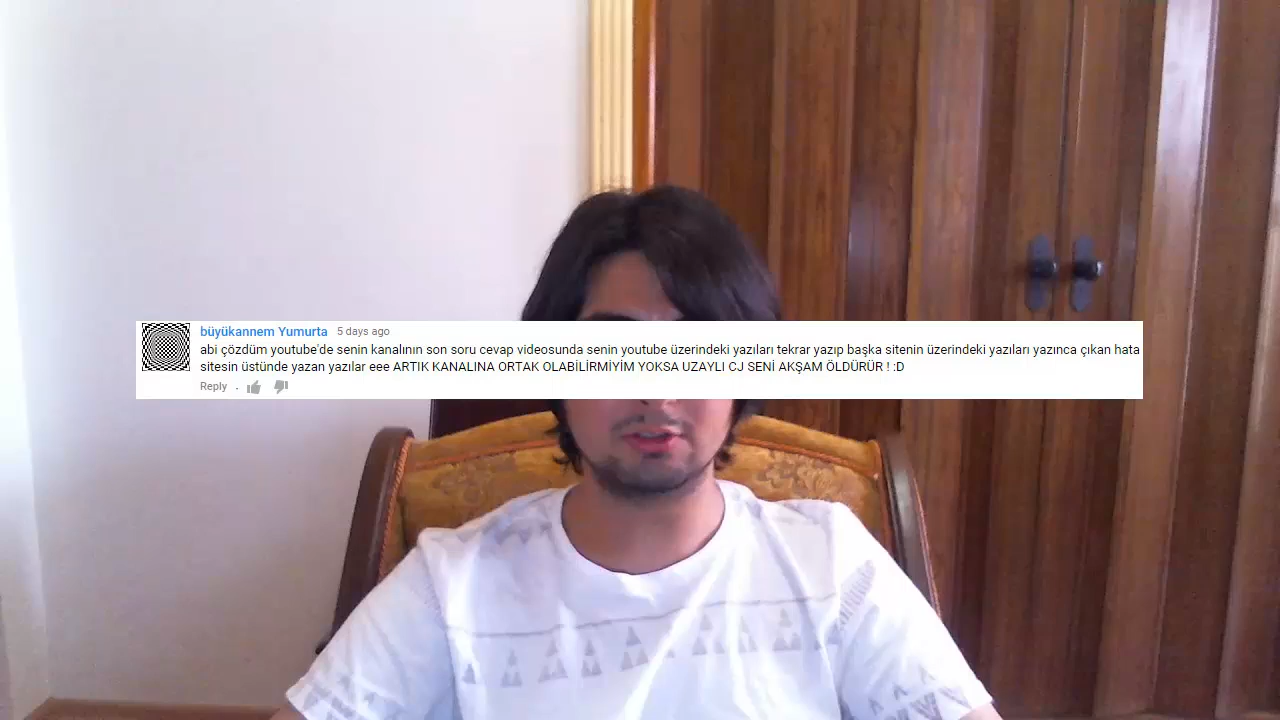 büyükannem Yumurta 5 days ago
abi çözdüm youtube'de senin kanalının son soru cevap videosunda senin youtube üzerindeki yazıları tekrar yazıp başka sitenin üzerindeki yazıları yazınca çıkan hata
sitesin üstünde yazan yazılar eee ARTIK KANALINA ORTAK OLABİLİRMİYİM YOKSA UZAYLI CJ SENİ AKŞAM ÖLDÜRÜR ! :D
Reply .